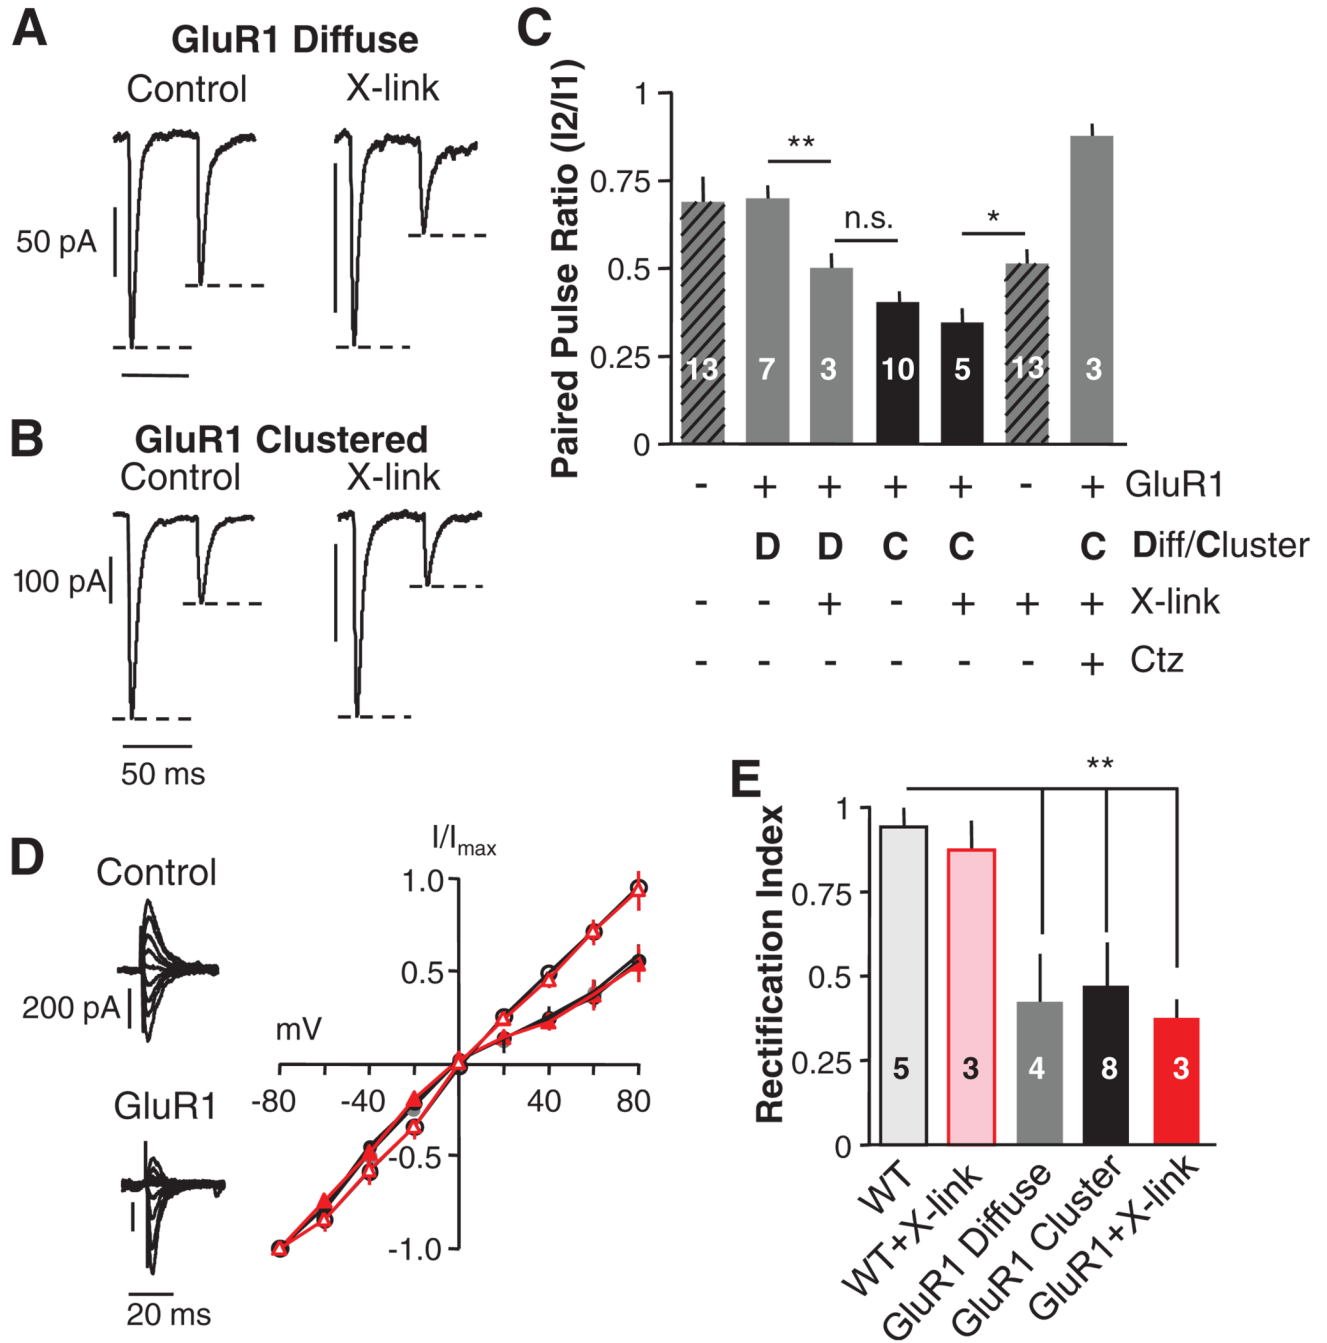 A
GluR1 Diffuse
Control
X-link
50 pA
B
GluR1 Clustered
Control
X-link
100 pA
50 ms
C
Paired Pulse Ratio (I2/I1)
1
0.75
0.5
0.25
0
**
n.s.
*
13 7 3 10 5 13 3
- + + + + - + GluR1
D D C C C Diff/Cluster
- - + - + + + X-link
- - - - - - + Ctz
D
Control
200 pA
GluR1
20 ms
I/Imax
1.0
0.5
mV
-80 -40 40 80
-0.5
-1.0
E
Rectification Index
**
1
0.75
0.5
0.25
0
5 3 4 8 3
WT
WT+X-link
GluR1 Diffuse
GluR1 Cluster
GluR1+X-link